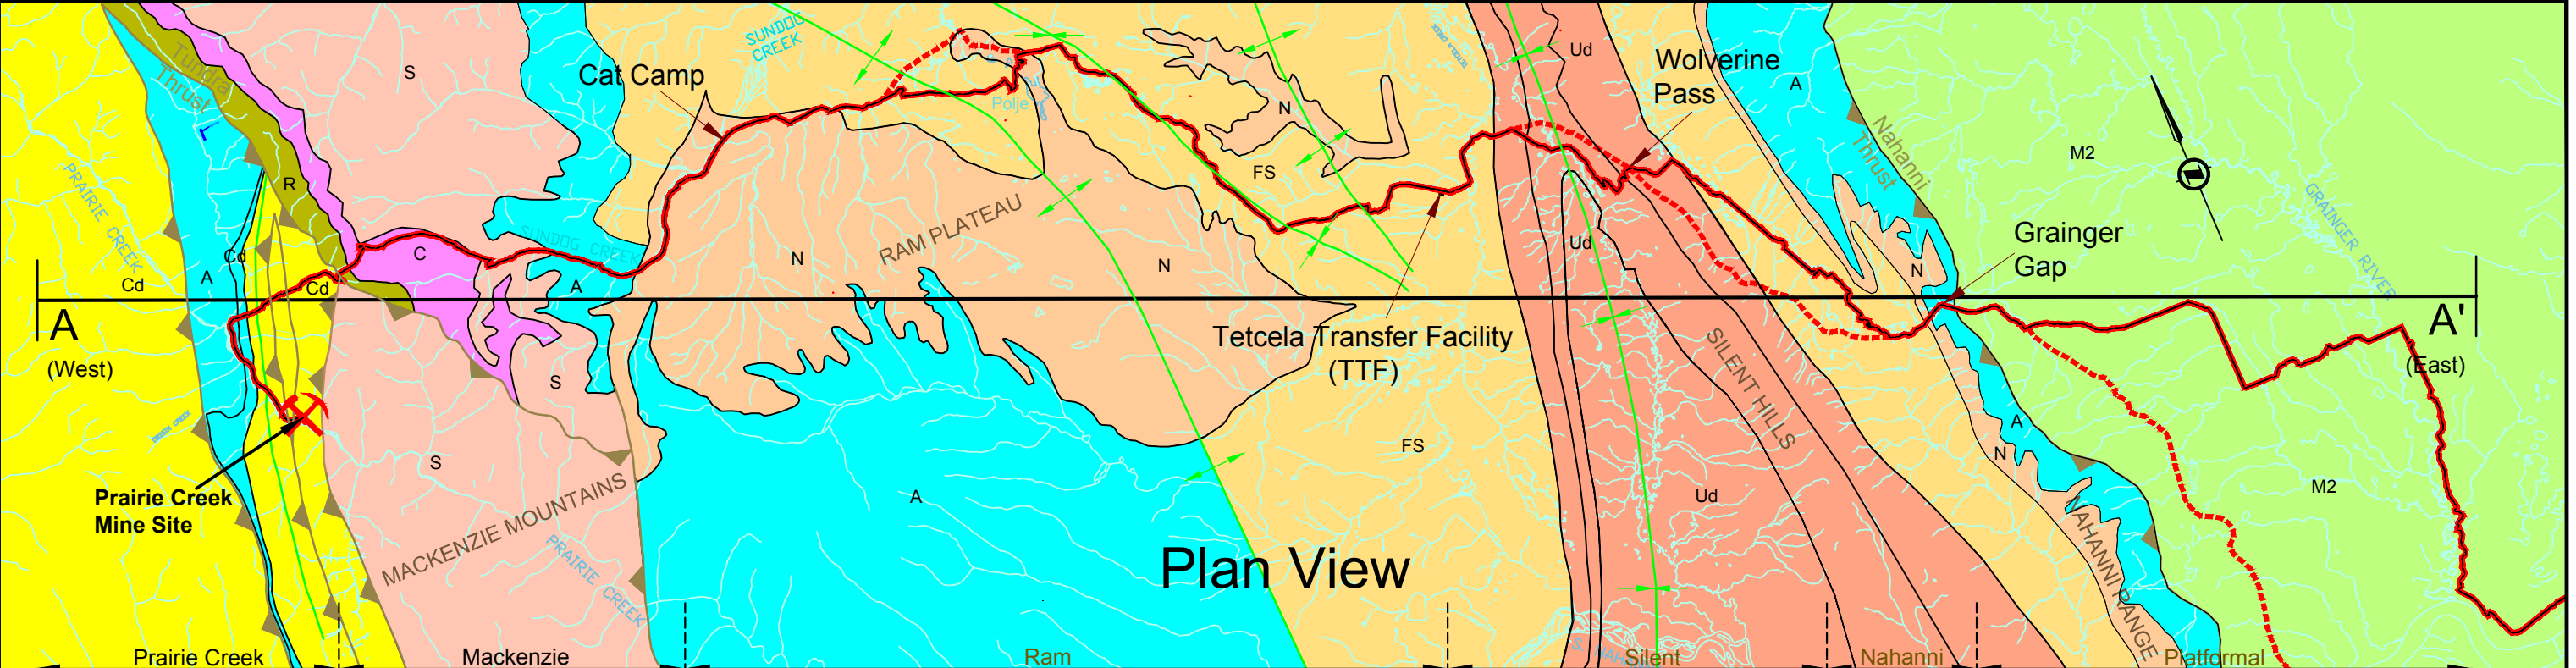 SUNDOG
CREEK
Cat Camp
Tundra
Thrust
S
Polje
N
FS
Ud
Wolverine
Pass
A
Nahanni
Thrust
M2
GRAINGER RIVER
PRAIRIE CREEK
R
Cd
A
Cd
Cd
C
SUNDOG CREEK
A
N
RAM PLATEAU
N
Ud
N
Grainger
Gap
A
(West)
Tetcela Transfer Facility
(TTF)
A'
(East)
SILENT HILLS
S
S
FS
A
N
Ud
M2
A
Prairie Creek
Mine Site
MACKENZIE MOUNTAINS
PRAIRIE CREEK
Plan View
NAHANNI RANGE
Prairie Creek
Mackenzie
Ram
Silent
Nahanni
Platformal